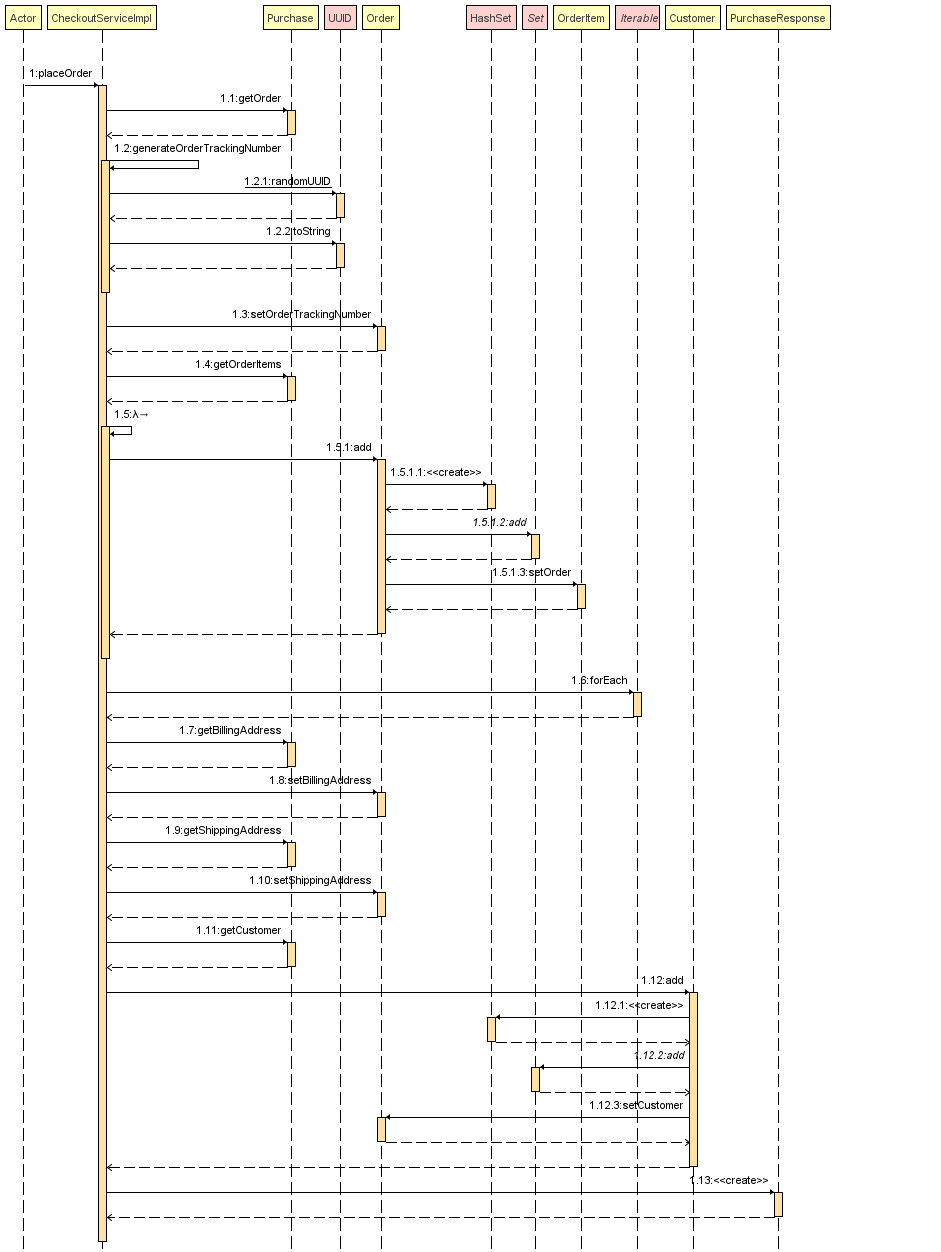 Actor CheckoutServiceImpl Purchase UUID Order HashSet Set OrderItem Iterable Customer PurchaseResponse
1:placeOrder
1.1:getOrder
1.2:generateOrderTrackingNumber
1.2.1:randomUUID
1.2.2:toString
1.3:setOrderTrackingNumber
1.4:getOrderItems
1.5:λ→
1.5.1:add
1.5.1.1:<<create>>
1.5.1.2:add
1.5.1.3:setOrder
1.6:forEach
1.7:getBillingAddress
1.8:setBillingAddress
1.9:getShippingAddress
1.10:setShippingAddress
1.11:getCustomer
1.12:add
1.12.1:<<create>>
1.12.2:add
1.12.3:setCustomer
1.13:<<create>>